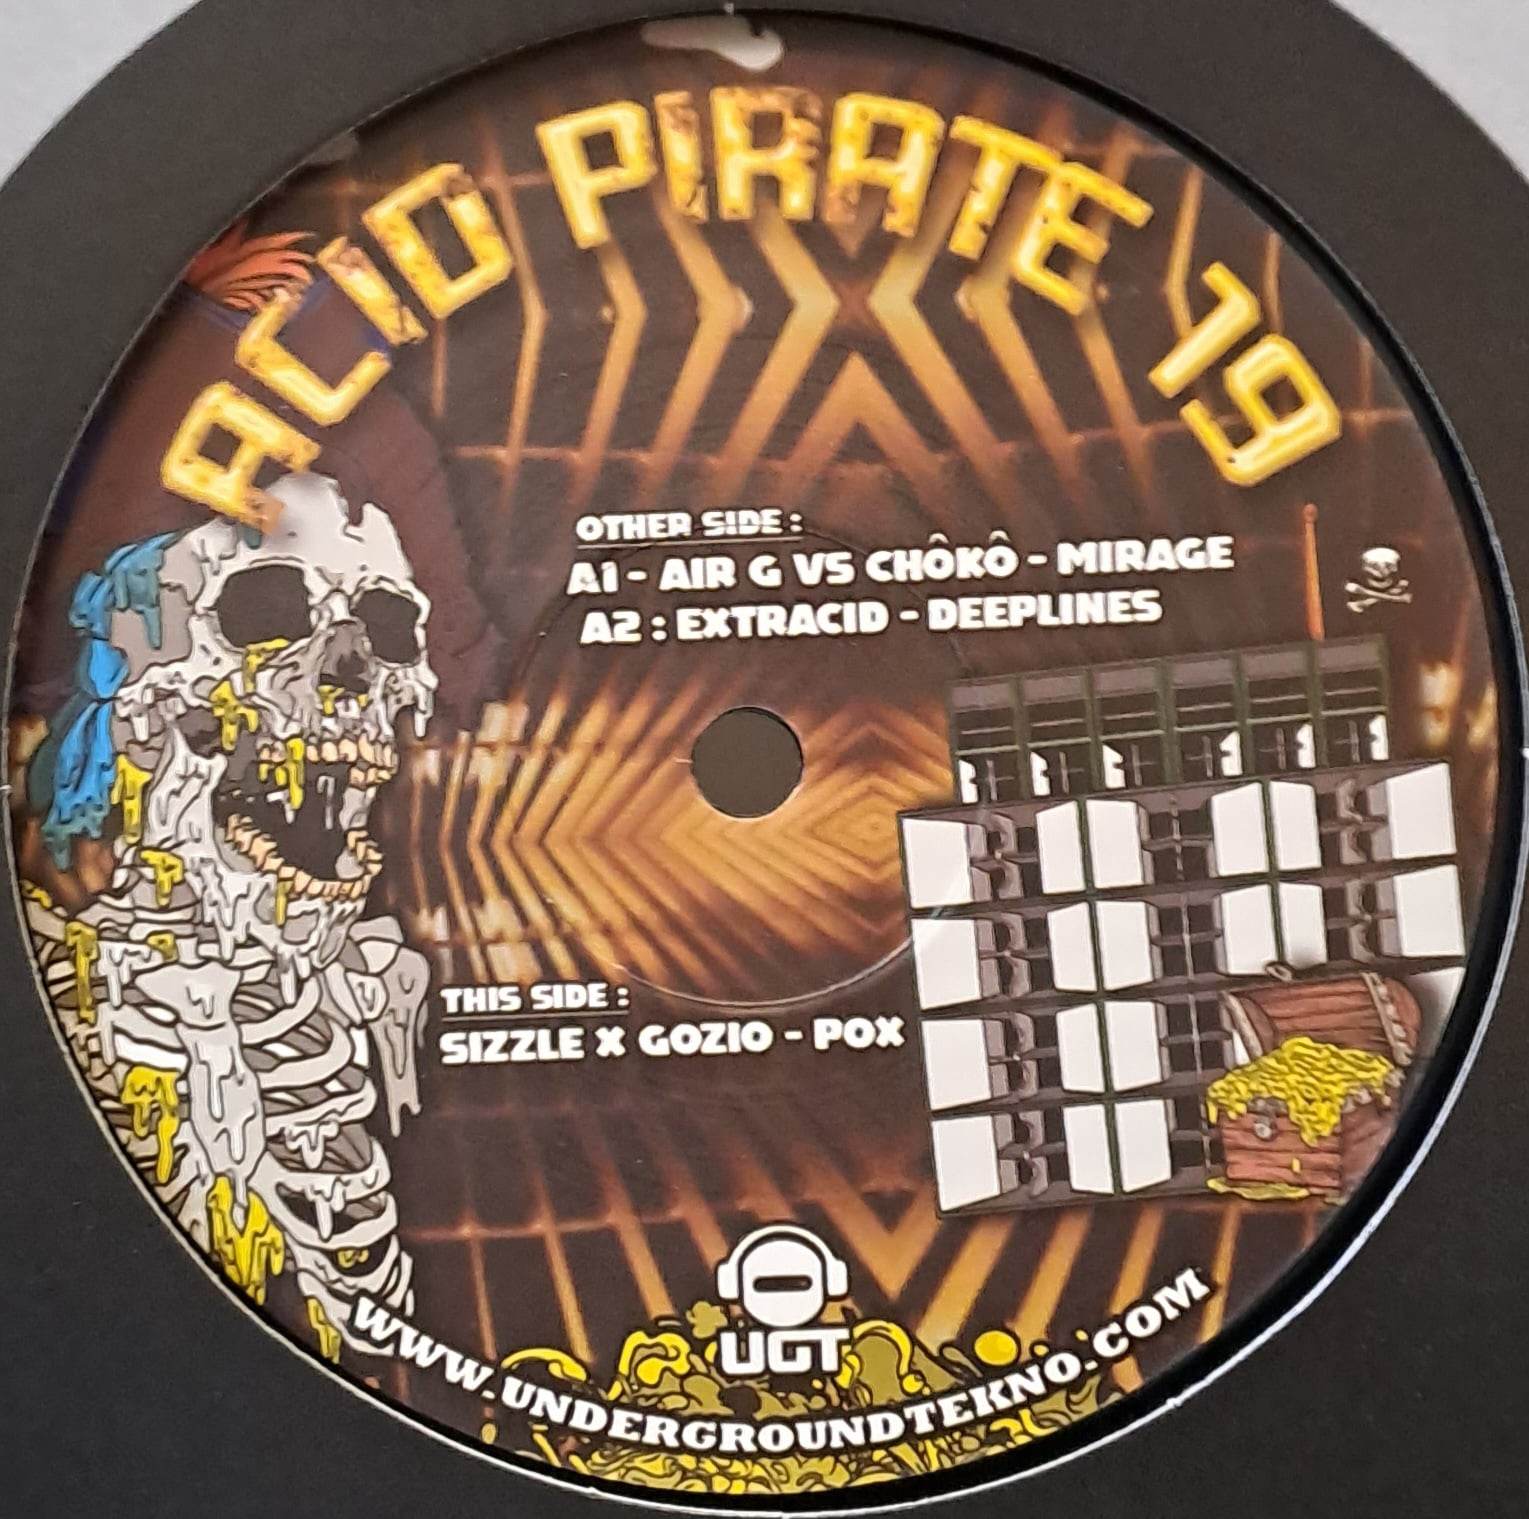 ACID PIRATE 19
OTHER SIDE :
A1 - AIR G VS CHÔKÔ - MIRAGE
A2 : EXTRACID - DEEPLINES
THIS SIDE :
SIZZLE X GOZIO - POX
UGT
WWW.UNDERGROUNDTEKNO.COM